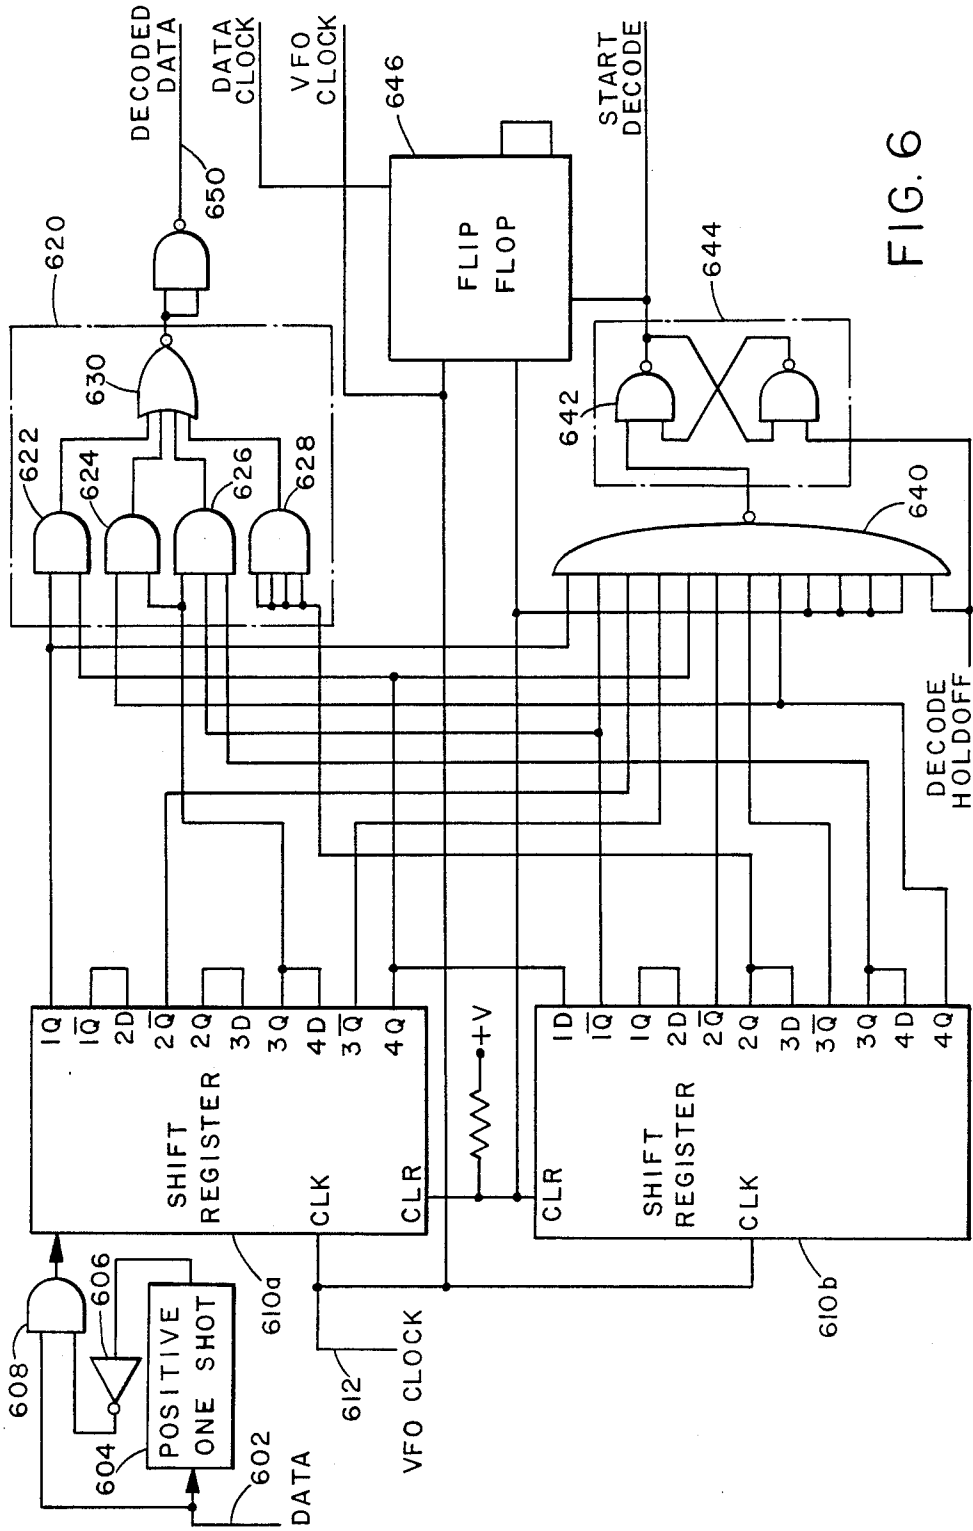 DATA
602
604
POSITIVE
ONE SHOT
606
608
610a
SHIFT
REGISTER
CLK
CLR
1Q
1Q̅
2D
2Q̅
2Q
3D
3Q
4D
3Q̅
4Q
612
VFO CLOCK
+V
610b
SHIFT
REGISTER
CLR
CLK
1D
1Q̅
1Q
2D
2Q̅
2Q
3D
3Q̅
3Q
4D
4Q
622
624
626
628
630
620
650
DECODED
DATA
DATA
CLOCK
VFO
CLOCK
646
FLIP
FLOP
START
DECODE
642
644
640
DECODE
HOLDOFF
FIG. 6